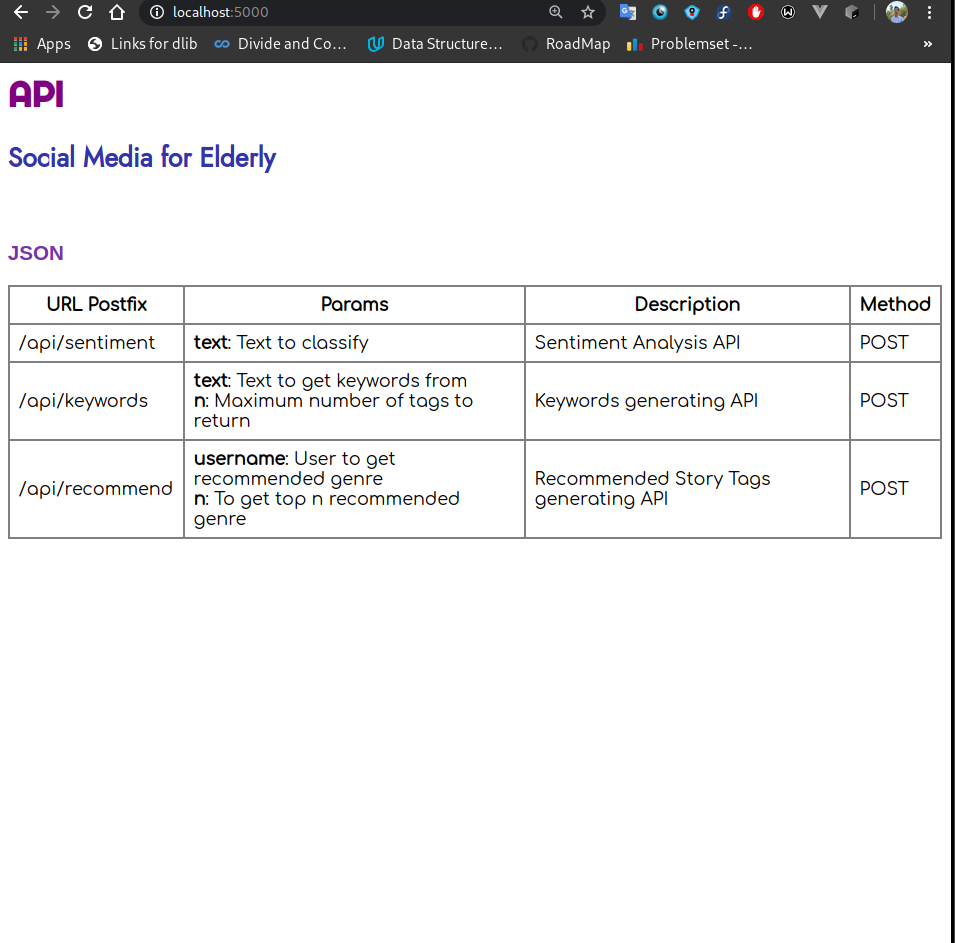 localhost:5000
Apps Links for dlib Divide and Co... Data Structure... RoadMap Problemset -... »
API
Social Media for Elderly
JSON
URL Postfix Params Description Method
/api/sentiment text: Text to classify Sentiment Analysis API POST
/api/keywords text: Text to get keywords from
n: Maximum number of tags to
return Keywords generating API POST
/api/recommend username: User to get
recommended genre
n: To get top n recommended
genre Recommended Story Tags
generating API POST